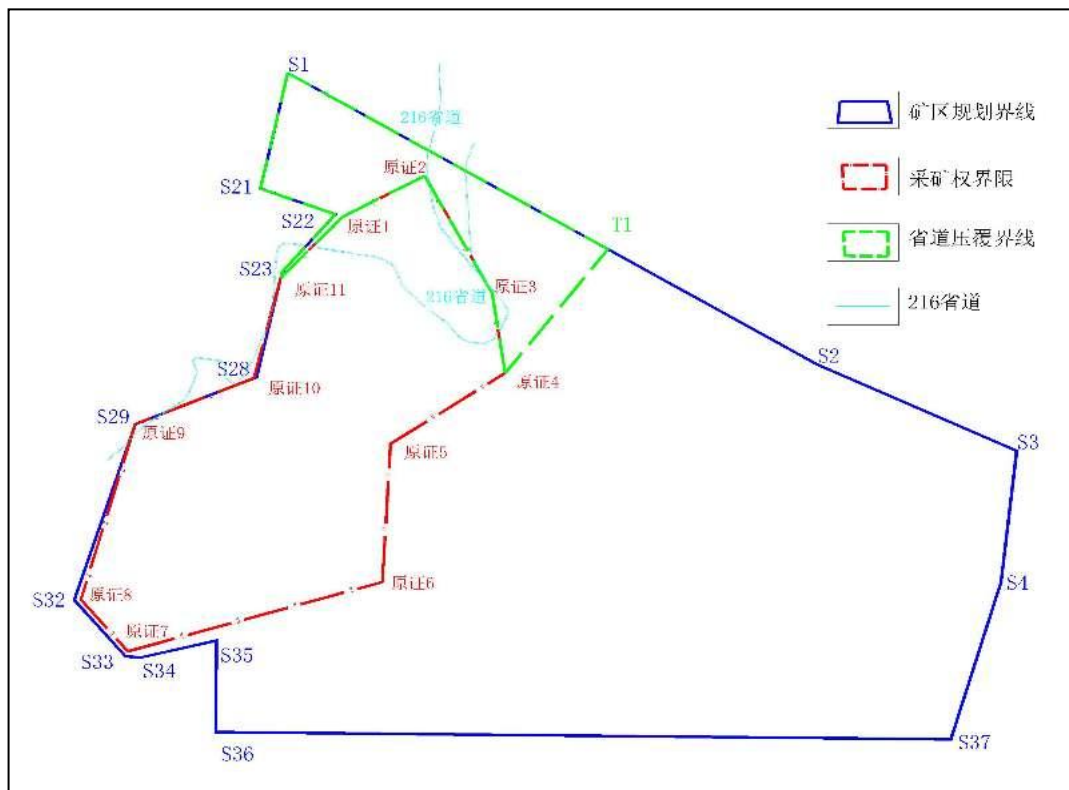 S1
216省道
矿区规划界线
原证2
采矿权界限
S21
S22
原证1
T1
省道压覆界线
S23
原证11
216省道
原证3
216省道
S28
原证10
原证4
S2
S29
原证9
原证5
S3
S32
原证8
原证6
S4
原证7
S33
S34
S35
S36
S37